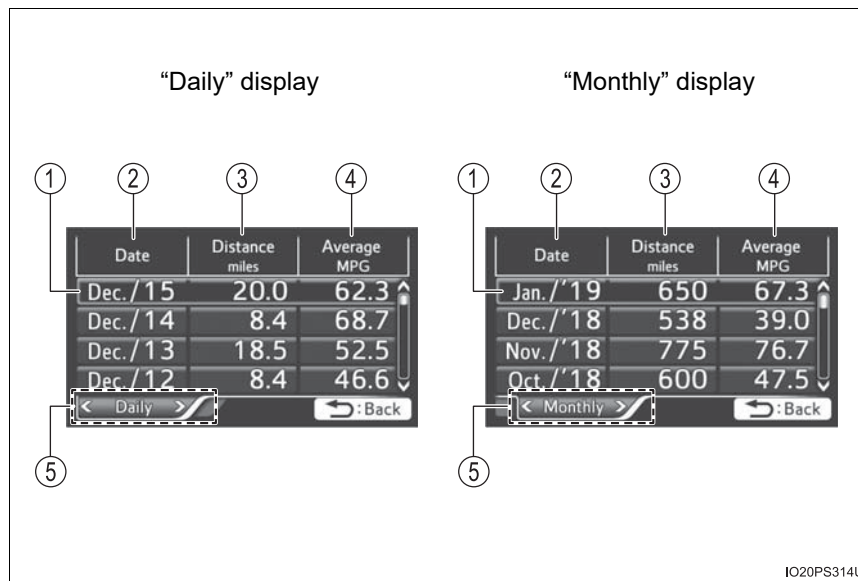 “Daily” display
“Monthly” display
1 2 3 4
1 2 3 4
Date Distance miles Average MPG
Dec./15 20.0 62.3
Dec./14 8.4 68.7
Dec./13 18.5 52.5
Dec./12 8.4 46.6
< Daily > :Back
5
Date Distance miles Average MPG
Jan./'19 650 67.3
Dec./'18 538 39.0
Nov./'18 775 76.7
Oct./'18 600 47.5
< Monthly > :Back
5
IO20PS314U